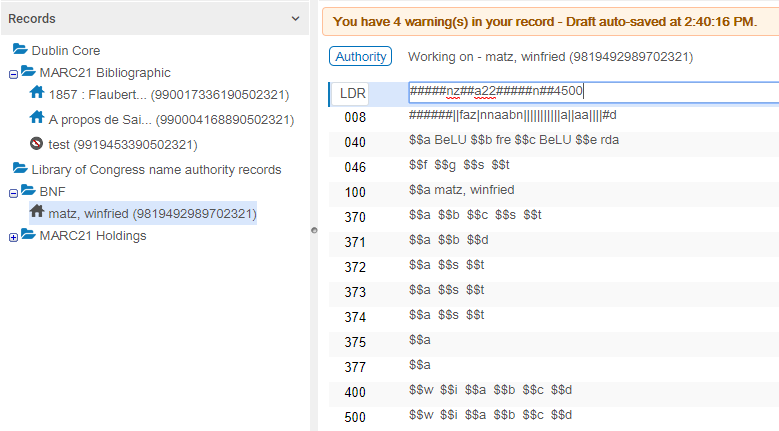 Records
Dublin Core
MARC21 Bibliographic
1857 : Flaubert... (990017336190502321)
A propos de Sai... (990004168890502321)
test (9919453390502321)
Library of Congress name authority records
BNF
matz, winfried (9819492989702321)
MARC21 Holdings
You have 4 warning(s) in your record - Draft auto-saved at 2:40:16 PM.
Authority Working on - matz, winfried (9819492989702321)
LDR #####nz##a22#####n##4500
008 ######||faz|nnaabn|||||||||||a||aa||||#d
040 $$a BeLU $$b fre $$c BeLU $$e rda
046 $$f $$g $$s $$t
100 $$a matz, winfried
370 $$a $$b $$c $$s $$t
371 $$a $$b $$d
372 $$a $$s $$t
373 $$a $$s $$t
374 $$a $$s $$t
375 $$a
377 $$a
400 $$w $$i $$a $$b $$c $$d
500 $$w $$i $$a $$b $$c $$d